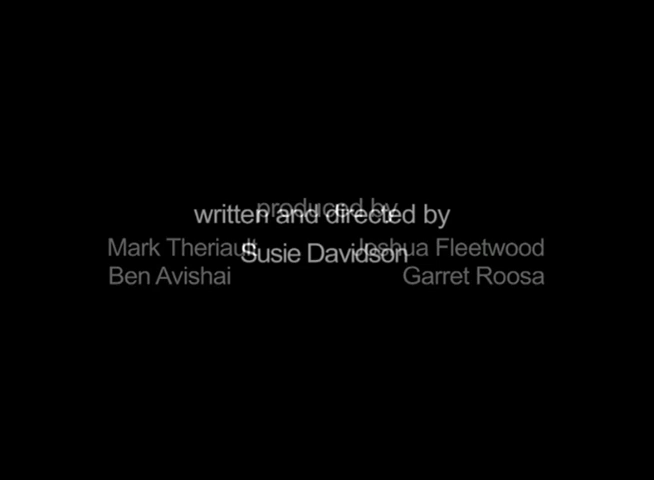 produced by
written and directed by
Mark Theriault Joshua Fleetwood
Susie Davidson
Ben Avishai Garret Roosa